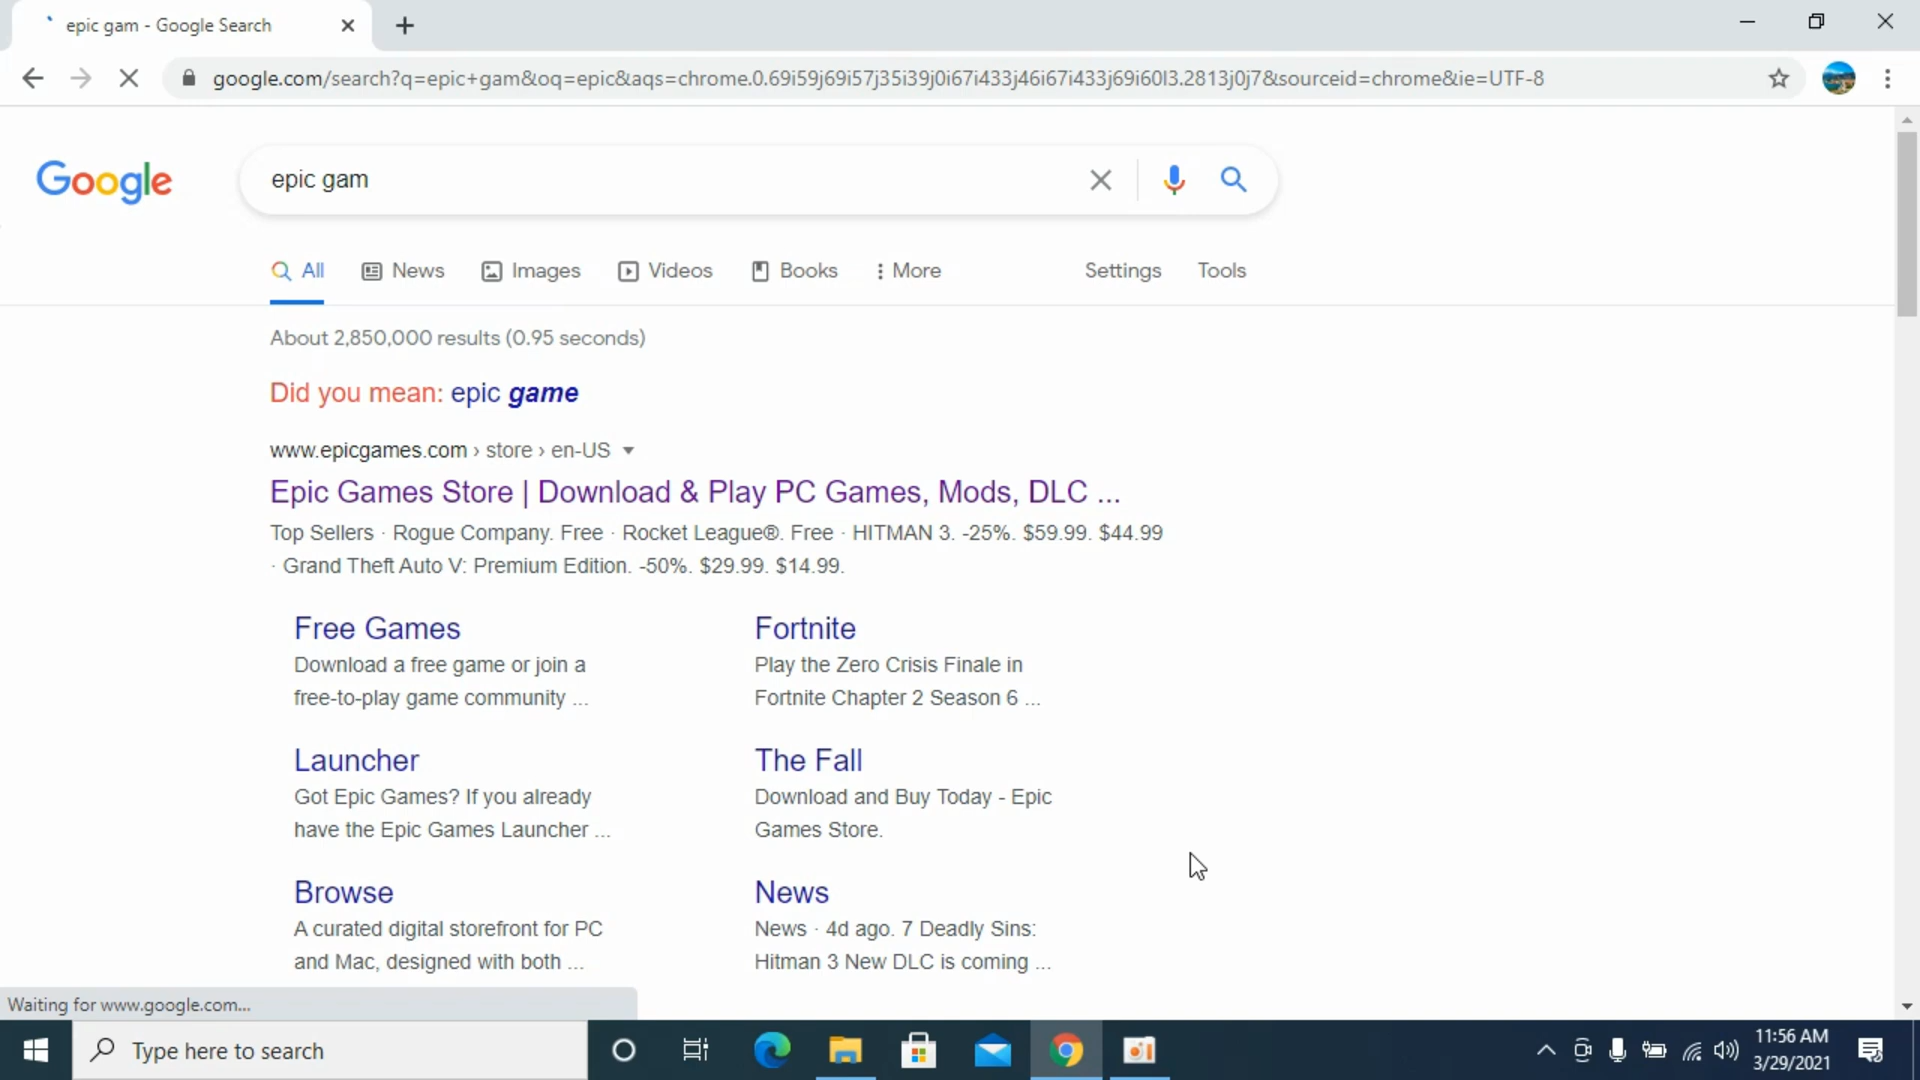 epic gam - Google Search
google.com/search?q=epic+gam&oq=epic&aqs=chrome.0.69i59j69i57j35i39j0i67i433j46i67i433j69i60l3.2813j0j7&sourceid=chrome&ie=UTF-8
Google
epic gam
All News Images Videos Books More Settings Tools
About 2,850,000 results (0.95 seconds)
Did you mean: epic game
www.epicgames.com › store › en-US
Epic Games Store | Download & Play PC Games, Mods, DLC ...
Top Sellers · Rogue Company. Free · Rocket League®. Free · HITMAN 3. -25%. $59.99. $44.99
· Grand Theft Auto V: Premium Edition. -50%. $29.99. $14.99.
Free Games
Download a free game or join a
free-to-play game community ...
Fortnite
Play the Zero Crisis Finale in
Fortnite Chapter 2 Season 6 ...
Launcher
Got Epic Games? If you already
have the Epic Games Launcher ...
The Fall
Download and Buy Today - Epic
Games Store.
Browse
A curated digital storefront for PC
and Mac, designed with both ...
News
News · 4d ago. 7 Deadly Sins:
Hitman 3 New DLC is coming ...
Waiting for www.google.com...
Type here to search
11:56 AM
3/29/2021